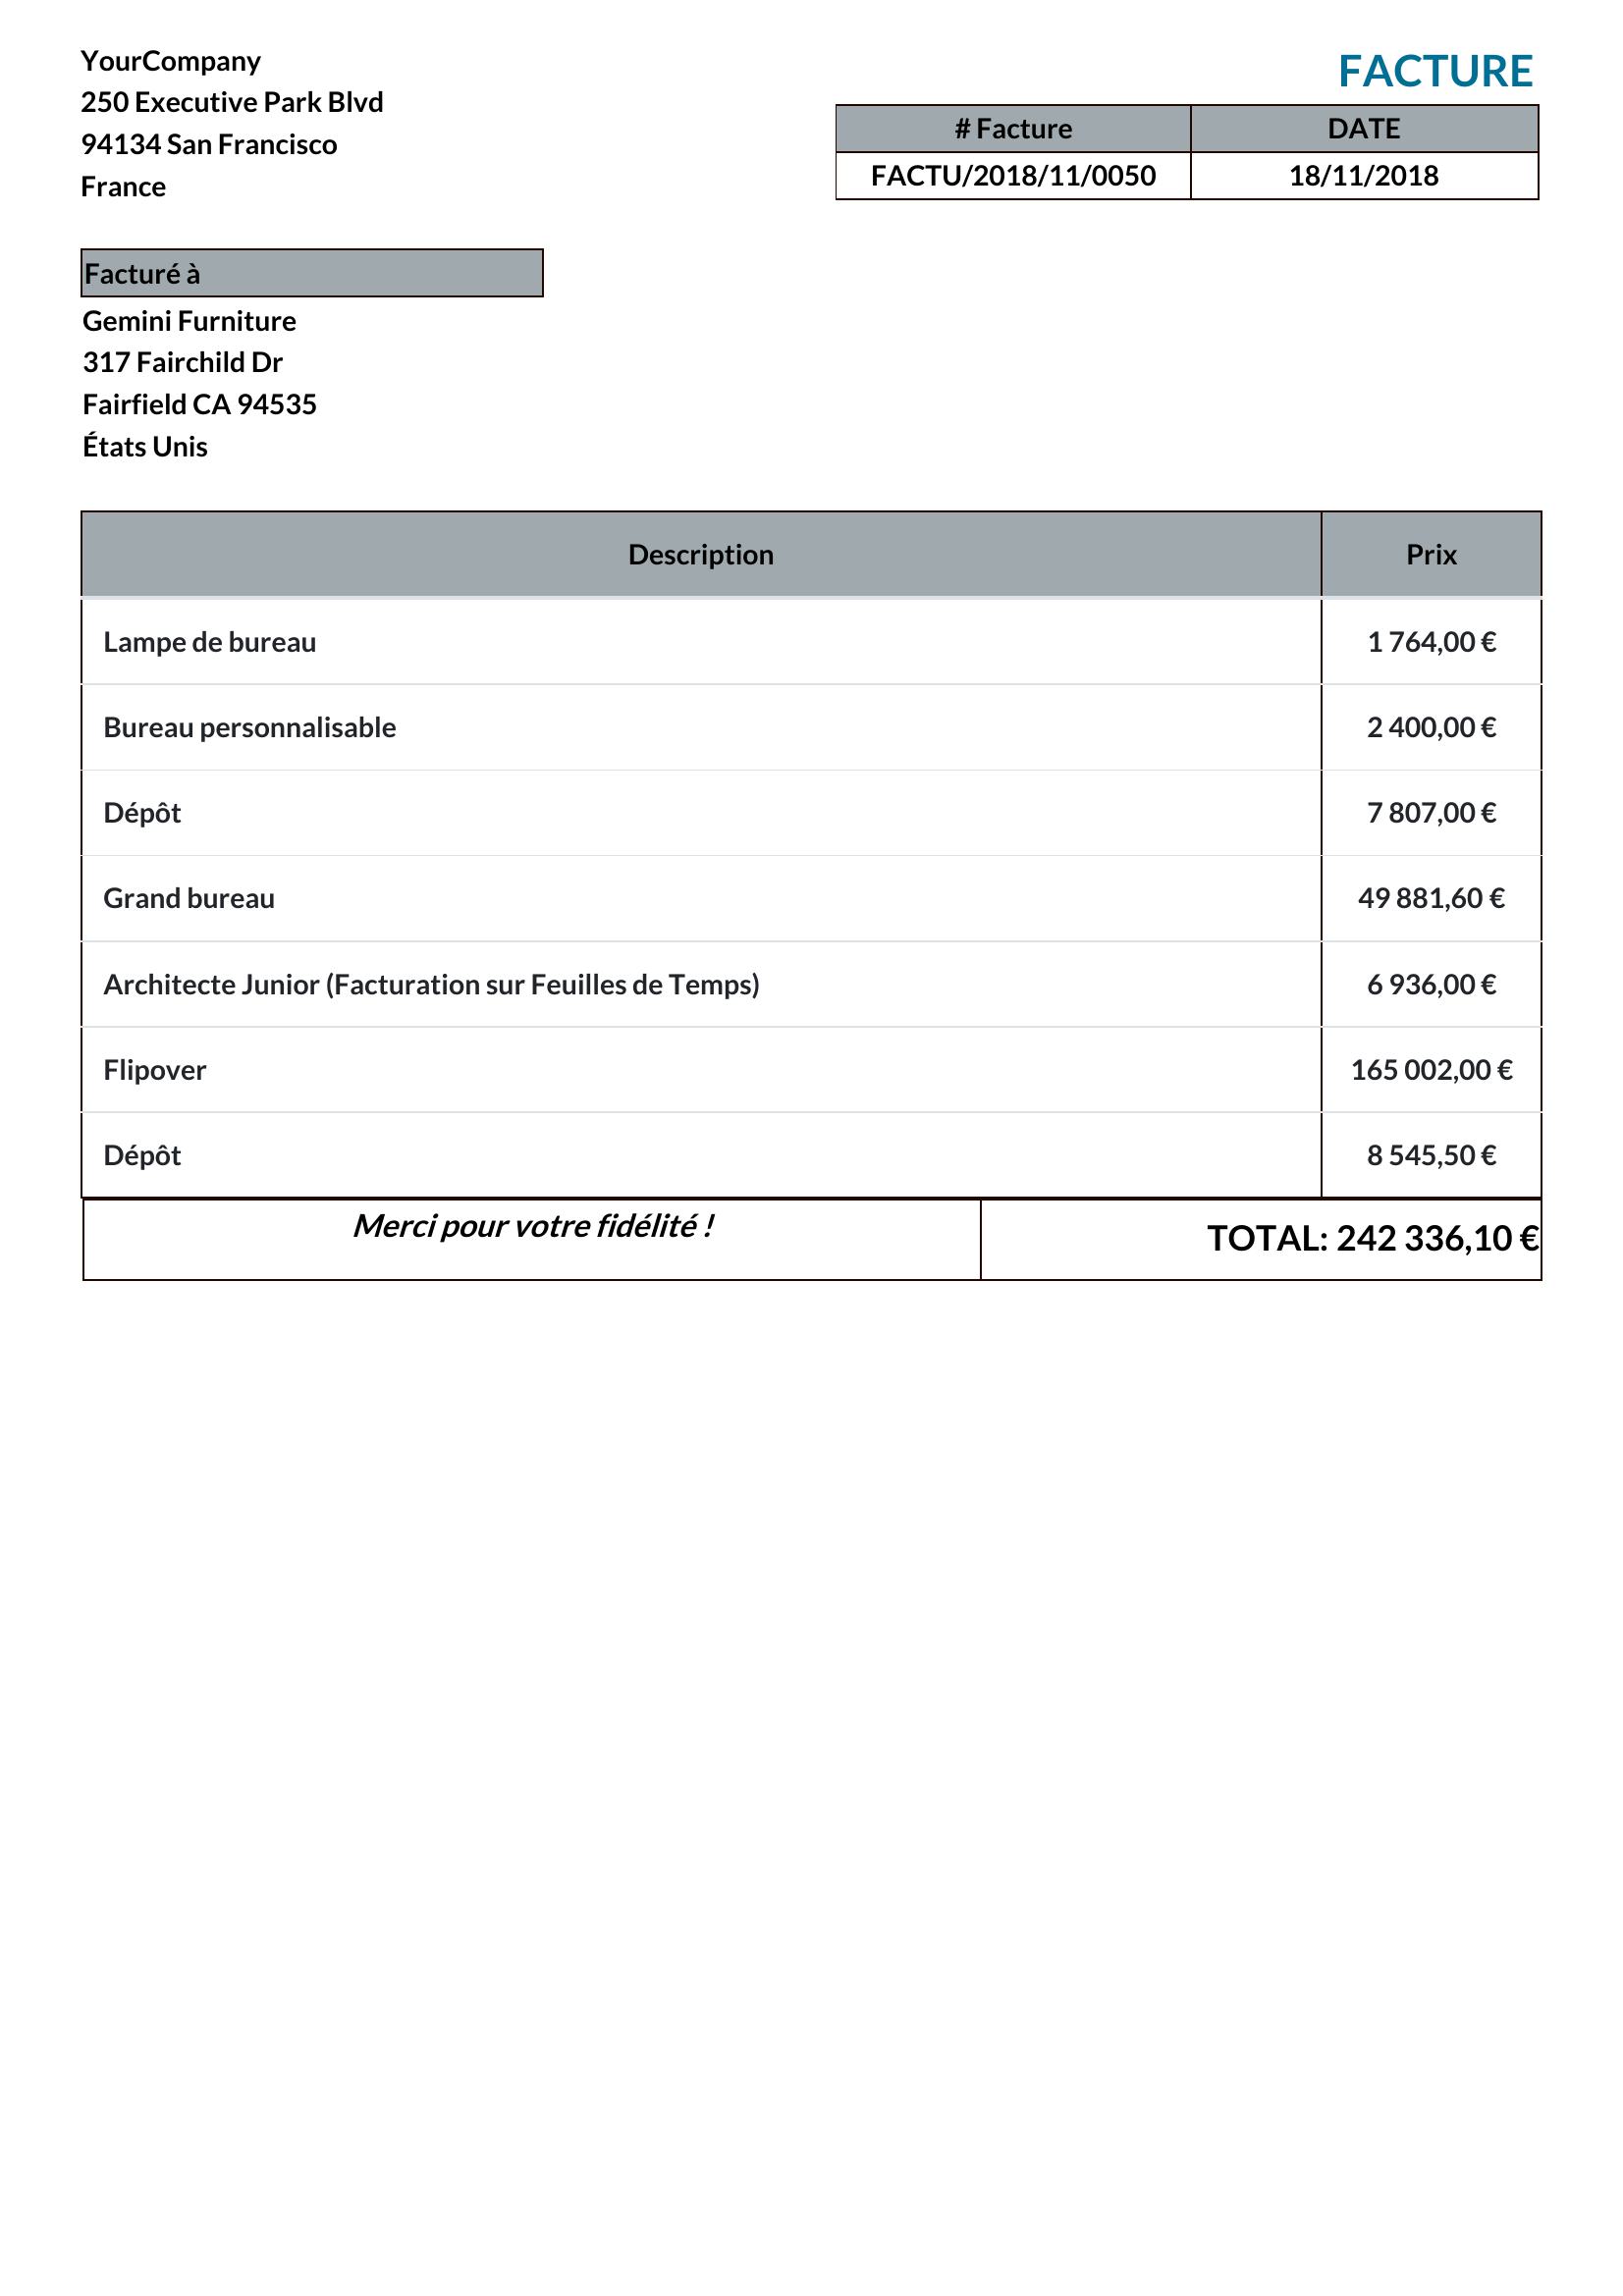 YourCompany
250 Executive Park Blvd
94134 San Francisco
France
FACTURE
# Facture DATE
FACTU/2018/11/0050 18/11/2018
Facturé à
Gemini Furniture
317 Fairchild Dr
Fairfield CA 94535
États Unis
Description Prix
Lampe de bureau 1 764,00 €
Bureau personnalisable 2 400,00 €
Dépôt 7 807,00 €
Grand bureau 49 881,60 €
Architecte Junior (Facturation sur Feuilles de Temps) 6 936,00 €
Flipover 165 002,00 €
Dépôt 8 545,50 €
Merci pour votre fidélité ! TOTAL: 242 336,10 €